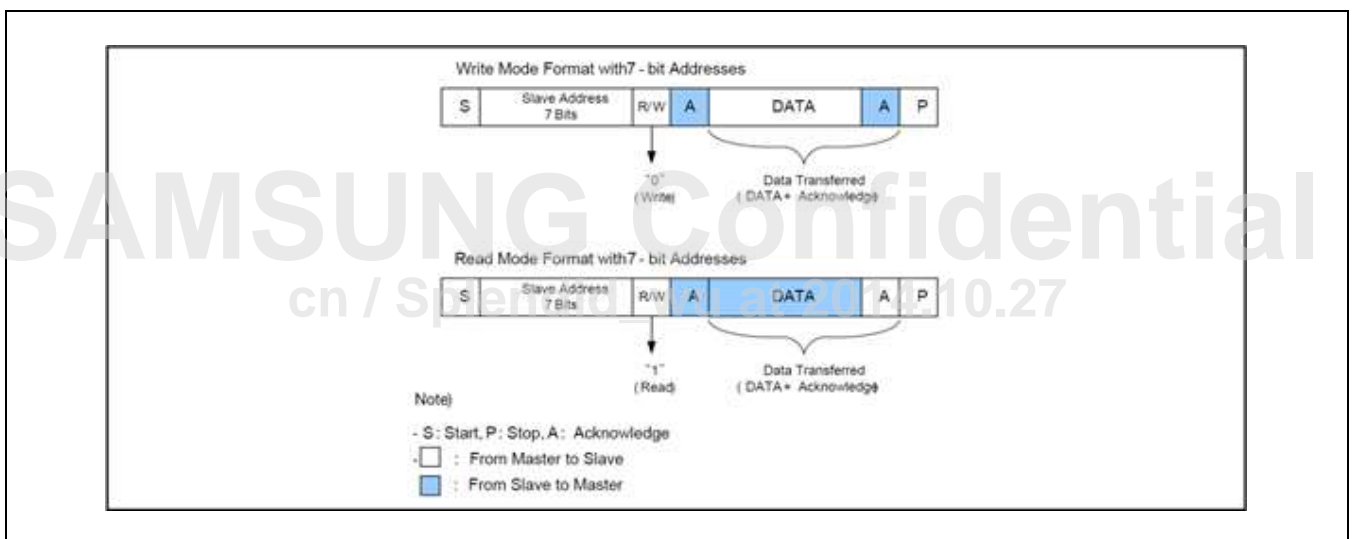 Write Mode Format with7 - bit Addresses
S Slave Address 7 Bits R/W A DATA A P
"0" (Write)
Data Transferred
( DATA + Acknowledge)
SAMSUNG Confidential
Read Mode Format with7 - bit Addresses
S Slave Address 7 Bits R/W A DATA A P
at 2014.10.27
"1" (Read)
Data Transferred
( DATA + Acknowledge)
Note)
- S : Start, P : Stop, A : Acknowledge
- : From Master to Slave
: From Slave to Master